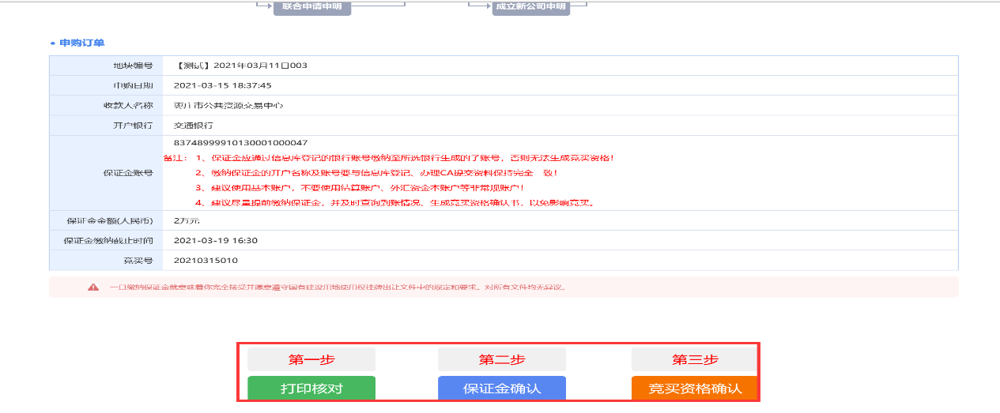 联合申请申明
成立新公司申明
• 申购订单
地块编号 【测试】2021年03月11日003
申购日期 2021-03-15 18:37:45
收款人名称 枣庄市公共资源交易中心
开户银行 交通银行
保证金账号 83748999910130001000047
备注: 1、保证金应通过信息库登记的银行账号缴纳至所选银行生成的子账号，否则无法生成竞买资格!
2、缴纳保证金的开户名称及账号要与信息库登记、办理CA提交资料保持完全一致!
3、建议使用基本账户，不要使用结算账户、外汇资金本账户等非常规账户!
4、建议尽量提前缴纳保证金，并及时查询到账情况、生成竞买资格确认书，以免影响竞买。
保证金金额(人民币) 2万元
保证金缴纳截止时间 2021-03-19 16:30
竞买号 20210315010
一旦缴纳保证金就意味着你完全接受并愿意遵守国有建设用地使用权挂牌出让文件中的规定和要求，对所有文件均无异议。
第一步 第二步 第三步
打印核对 保证金确认 竞买资格确认